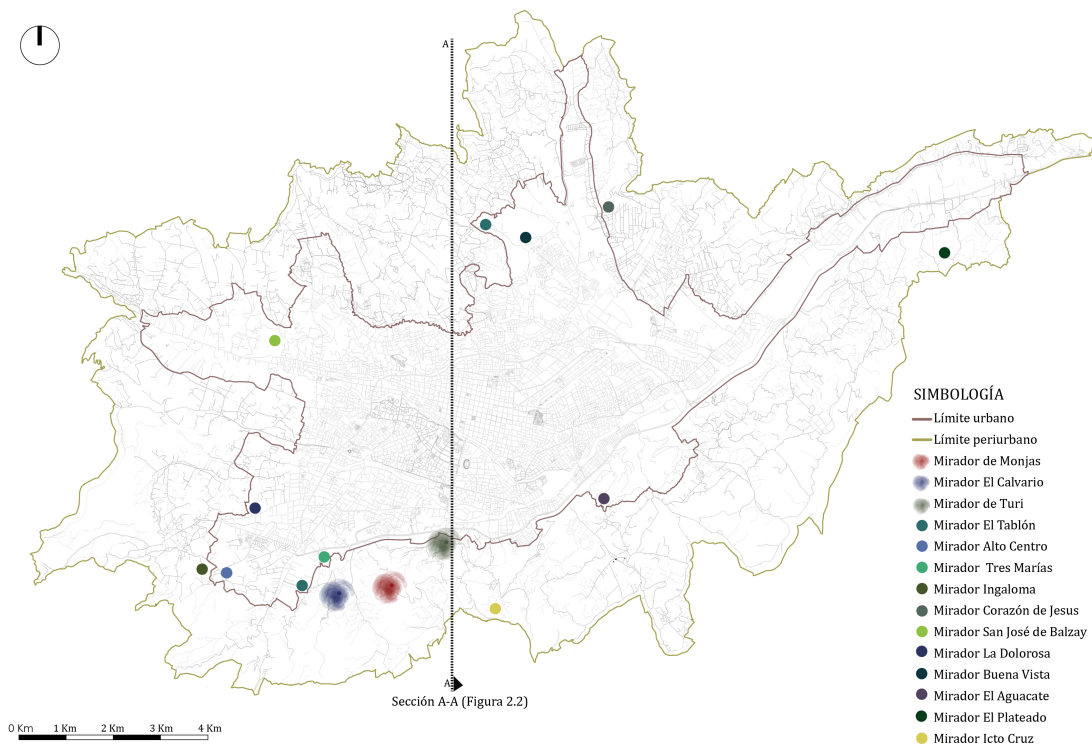 A
SIMBOLOGÍA
Límite urbano
Límite periurbano
Mirador de Monjas
Mirador El Calvario
Mirador de Turi
Mirador El Tablón
Mirador Alto Centro
Mirador Tres Marías
Mirador Ingaloma
Mirador Corazón de Jesus
Mirador San José de Balzay
Mirador La Dolorosa
Mirador Buena Vista
Mirador El Aguacate
Mirador El Plateado
Mirador Icto Cruz
A
Sección A-A (Figura 2.2)
0 Km 1 Km 2 Km 3 Km 4 Km